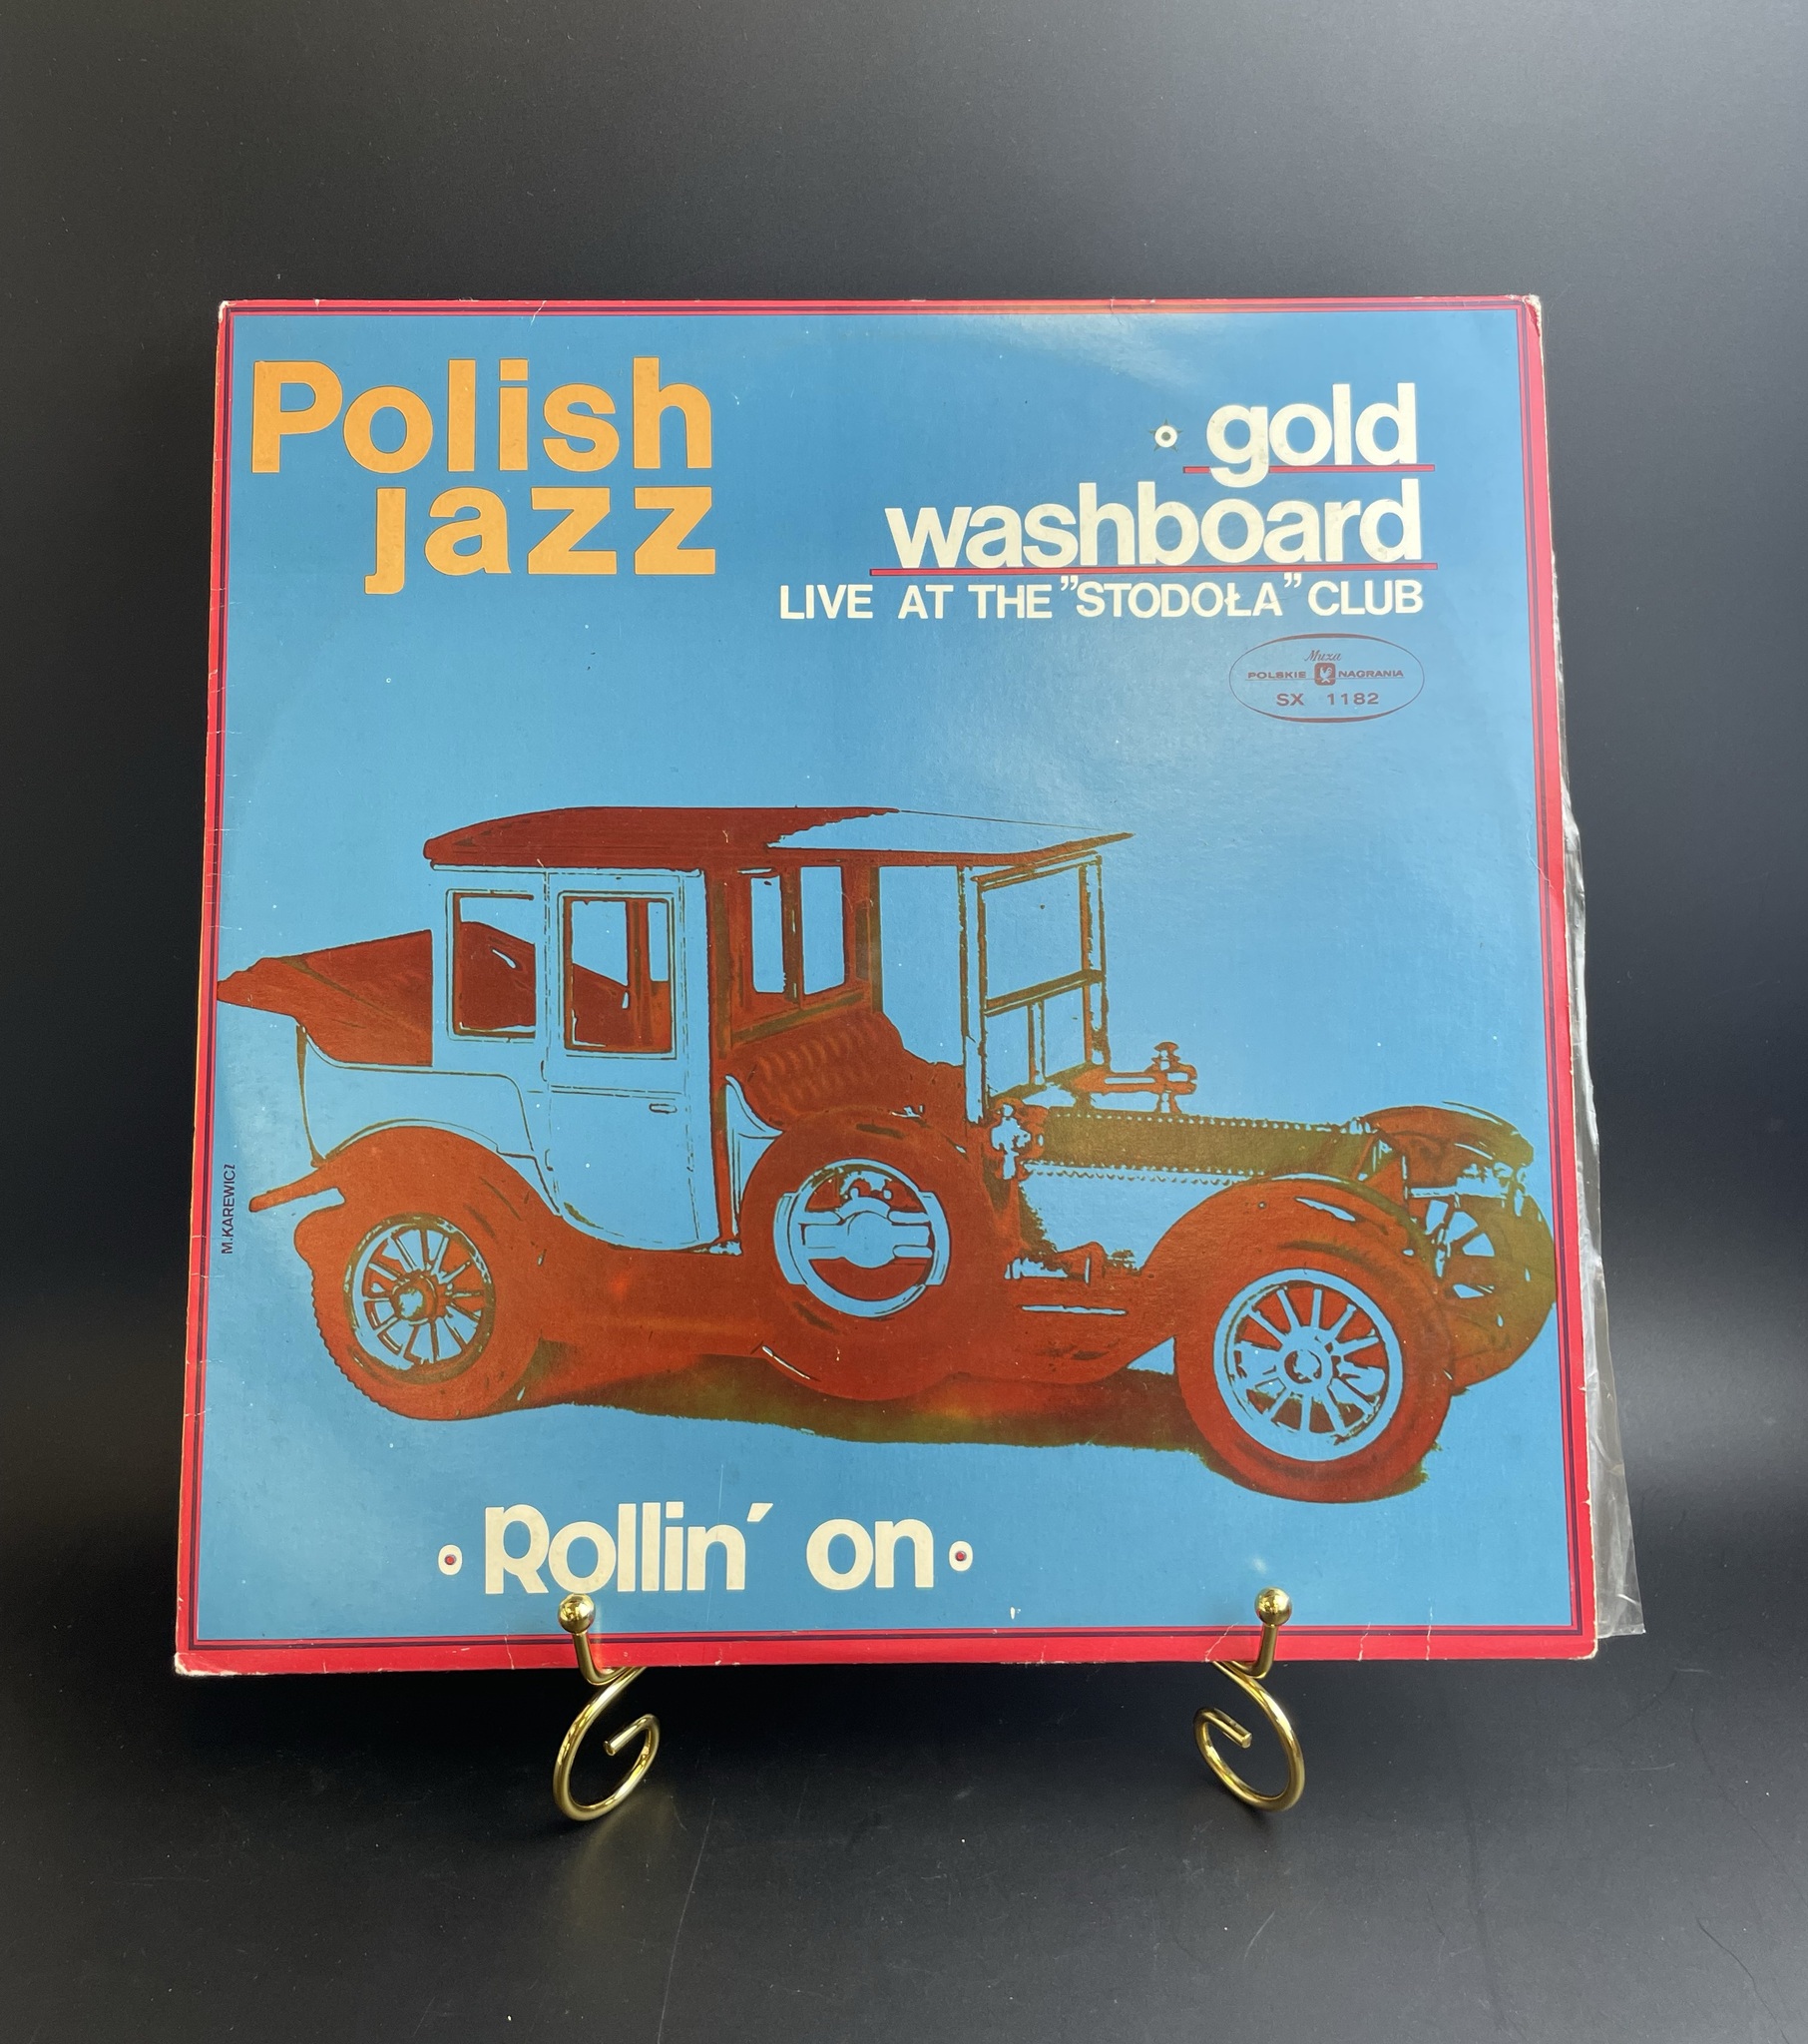 Polish
jazz
gold
washboard
LIVE AT THE ”STODOŁA” CLUB
Muza
POLSKIE NAGRANIA
SX 1182
M.KAREWICZ
Rollin′ on